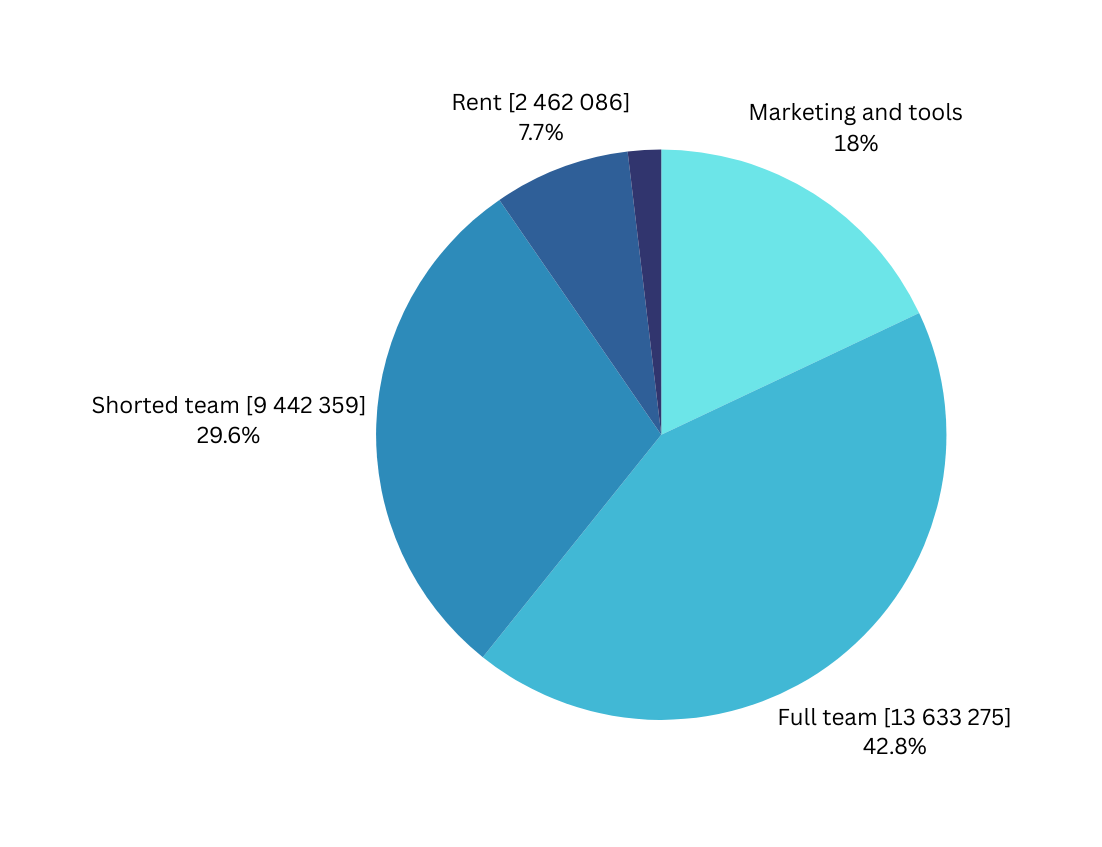 Rent [2 462 086]
7.7%
Marketing and tools
18%
Shorted team [9 442 359]
29.6%
Full team [13 633 275]
42.8%